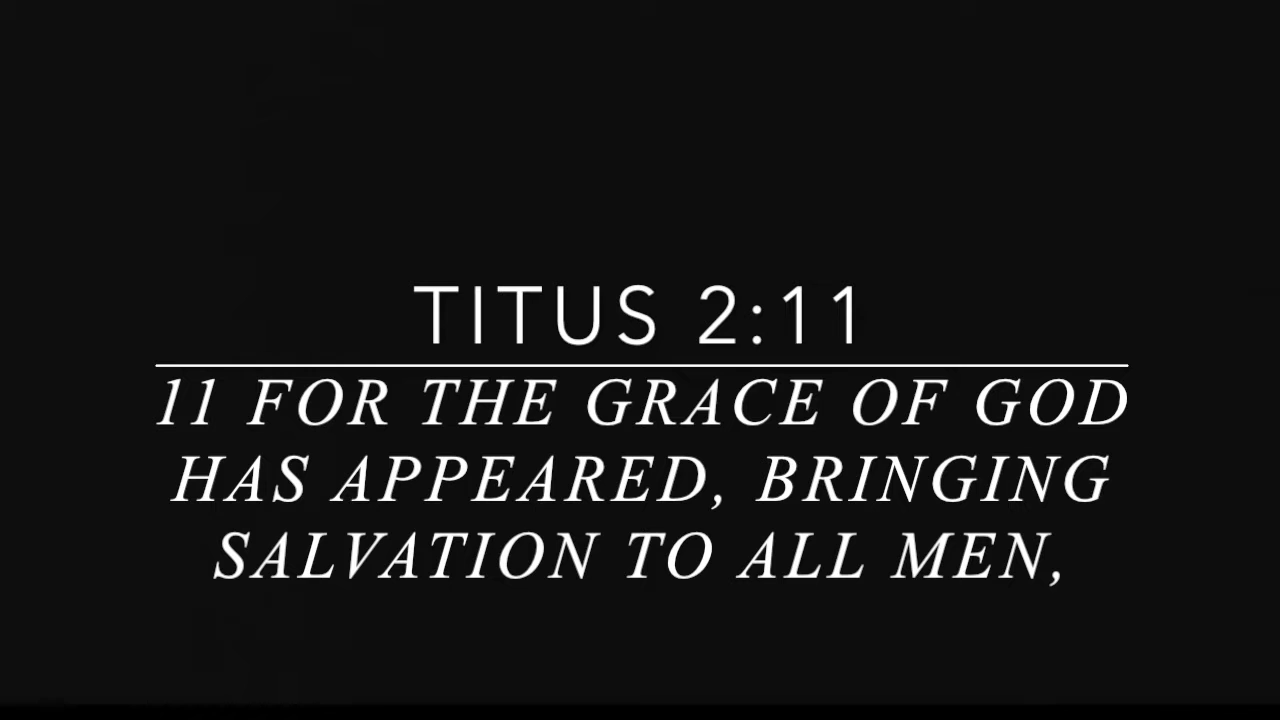 TITUS 2:11
11 FOR THE GRACE OF GOD
HAS APPEARED, BRINGING
SALVATION TO ALL MEN,